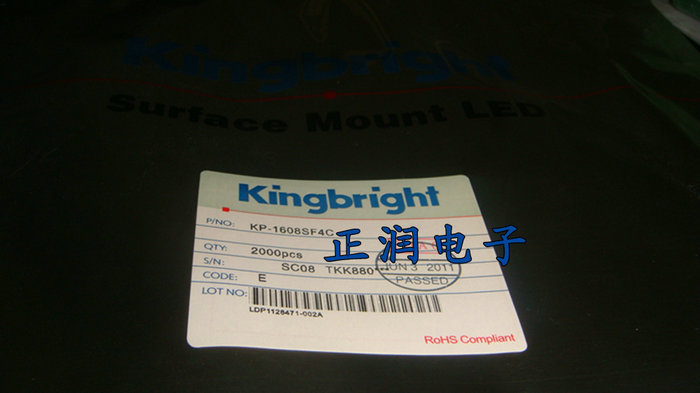 Kingbright
Surface Mount LED
Kingbright
P/NO: KP-1608SF4C
正润电子
QTY: 2000pcs
S/N: SC08 TKK880
JUN 3 2011
CODE: E
PASSED
LOT NO:
LDP1128471-002A
RoHS Compliant